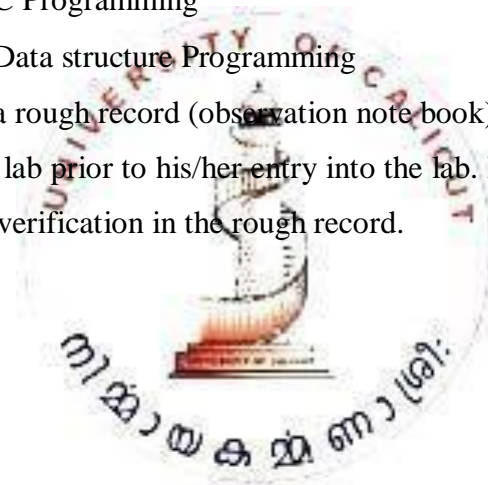 C Programming
Data structure Programming
a rough record (observation note book)
lab prior to his/her entry into the lab.
verification in the rough record.
UNIVERSITY OF CALICUT
നിർമ്മായകർമ്മണാ ശ്രീ: